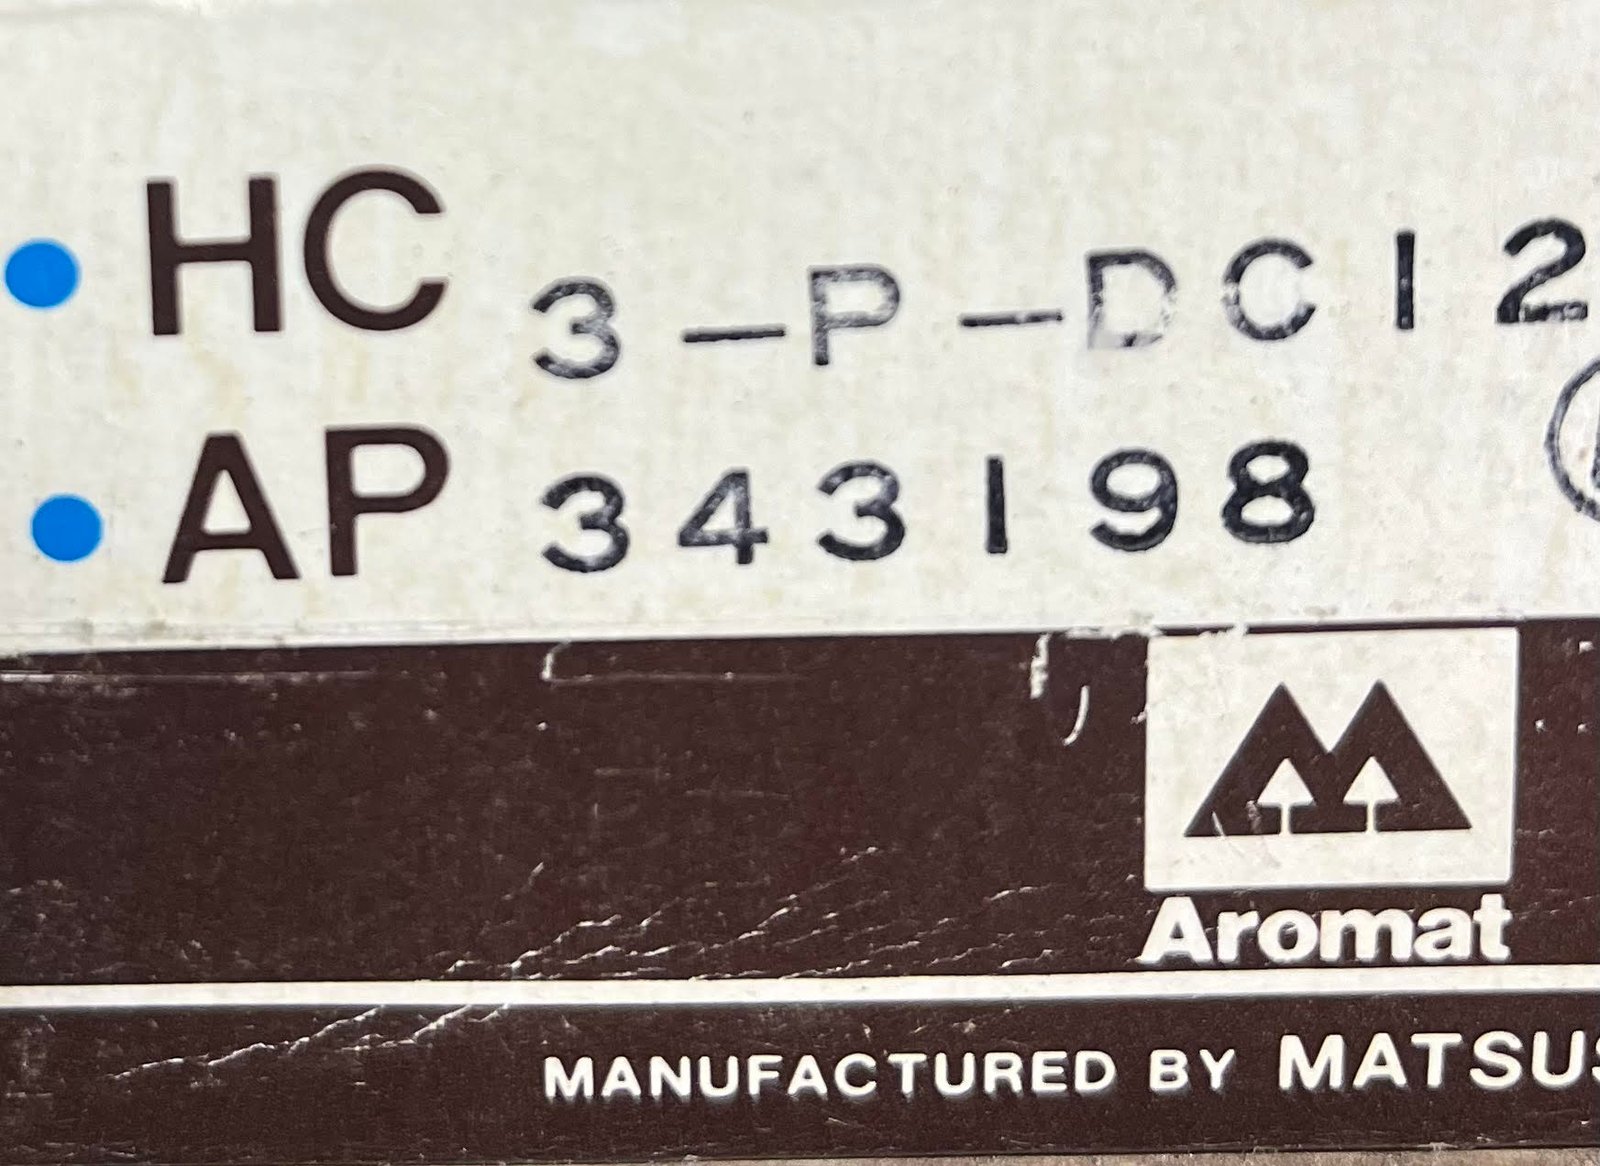 HC 3-P-DC12
AP 343198
Aromat
MANUFACTURED BY MATSUS